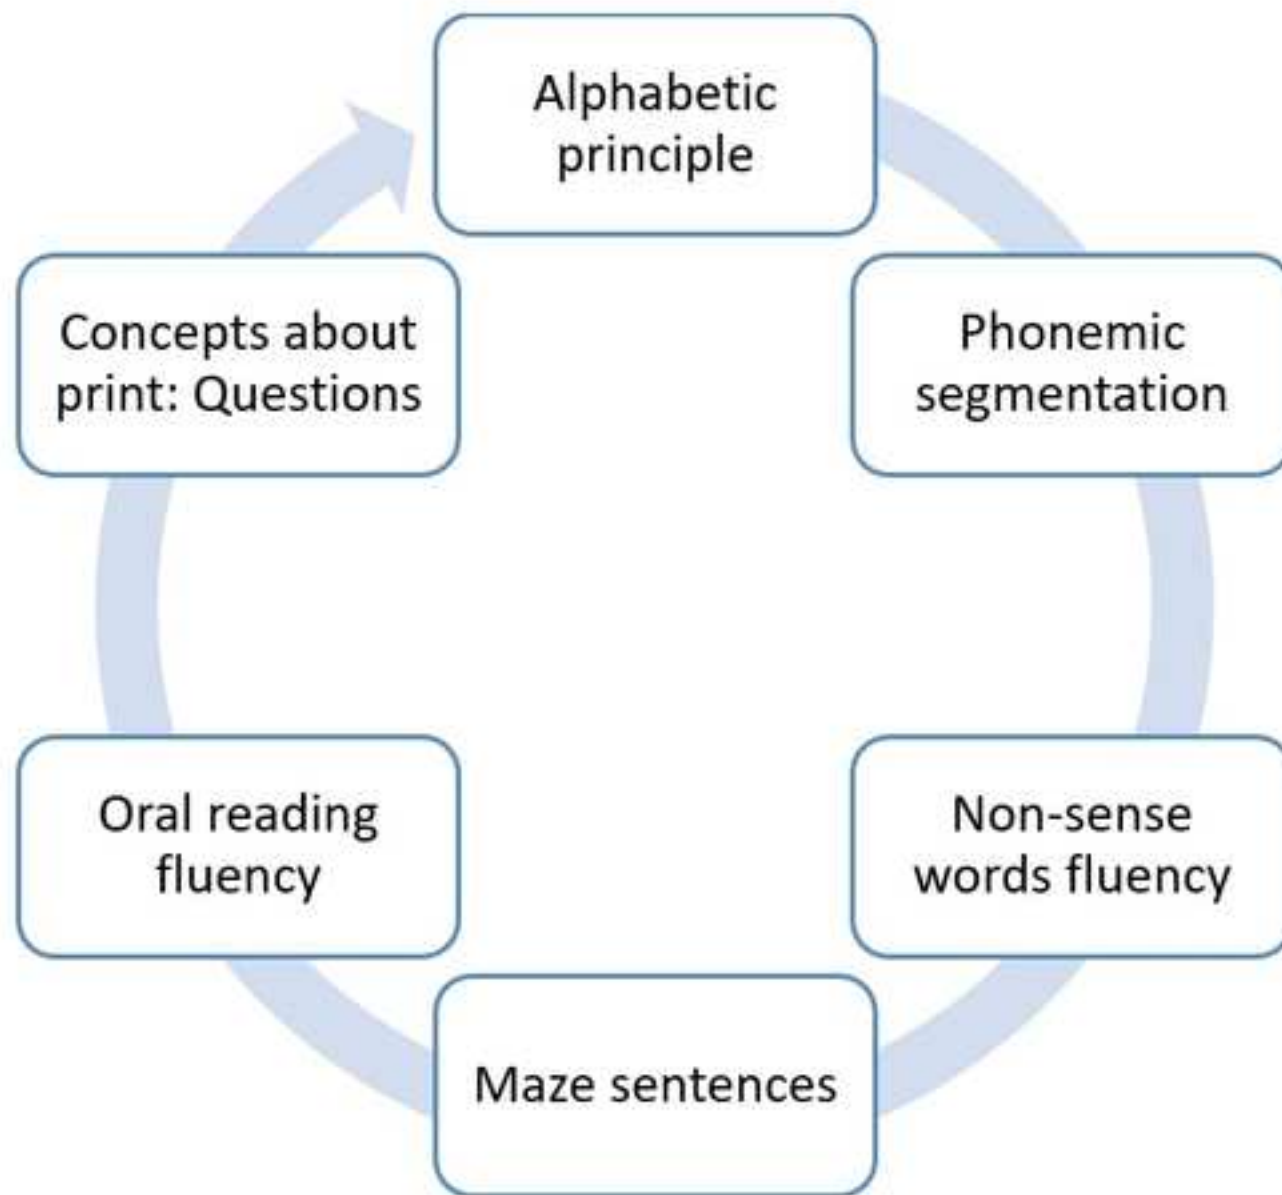 Alphabetic
principle
Phonemic
segmentation
Non-sense
words fluency
Maze sentences
Oral reading
fluency
Concepts about
print: Questions